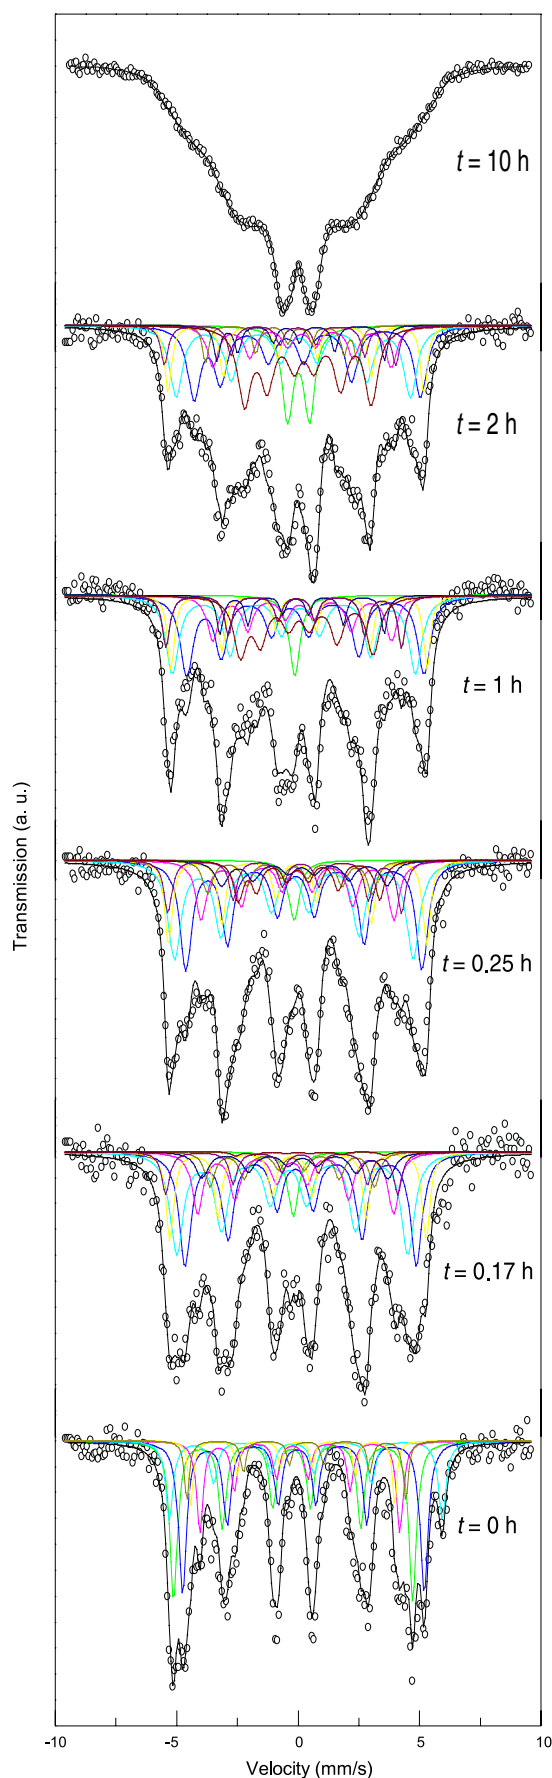 t = 10 h
t = 2 h
t = 1 h
Transmission (a. u.)
t = 0.25 h
t = 0.17 h
t = 0 h
-10 -5 0 5 10
Velocity (mm/s)